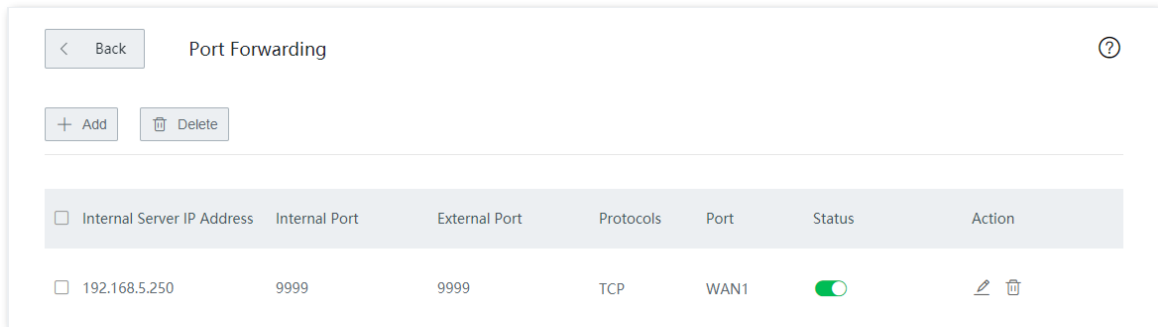 Back Port Forwarding
Add Delete
Internal Server IP Address Internal Port External Port Protocols Port Status Action
192.168.5.250 9999 9999 TCP WAN1